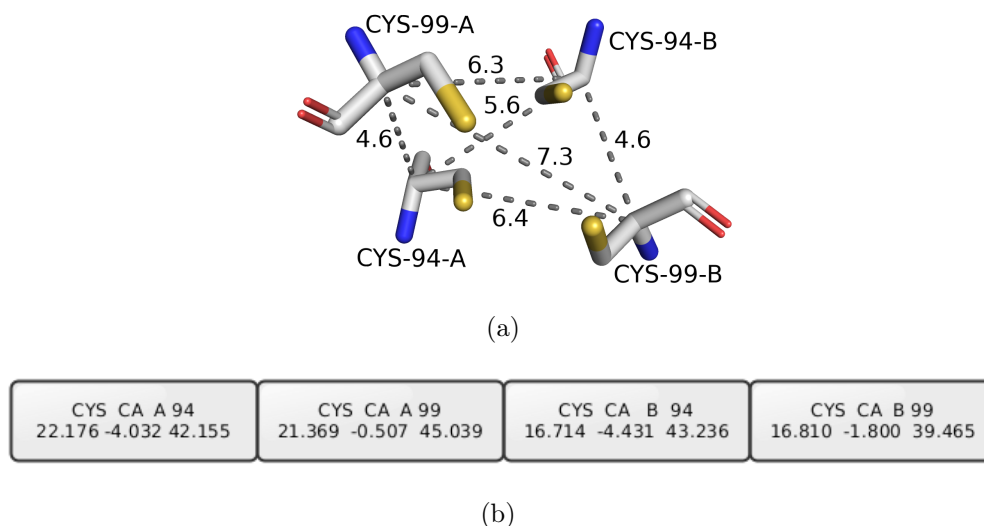 CYS-99-A
CYS-94-B
6.3
5.6
4.6
4.6
7.3
6.4
CYS-94-A
CYS-99-B
(a)
CYS CA A 94
22.176 -4.032 42.155
CYS CA A 99
21.369 -0.507 45.039
CYS CA B 94
16.714 -4.431 43.236
CYS CA B 99
16.810 -1.800 39.465
(b)